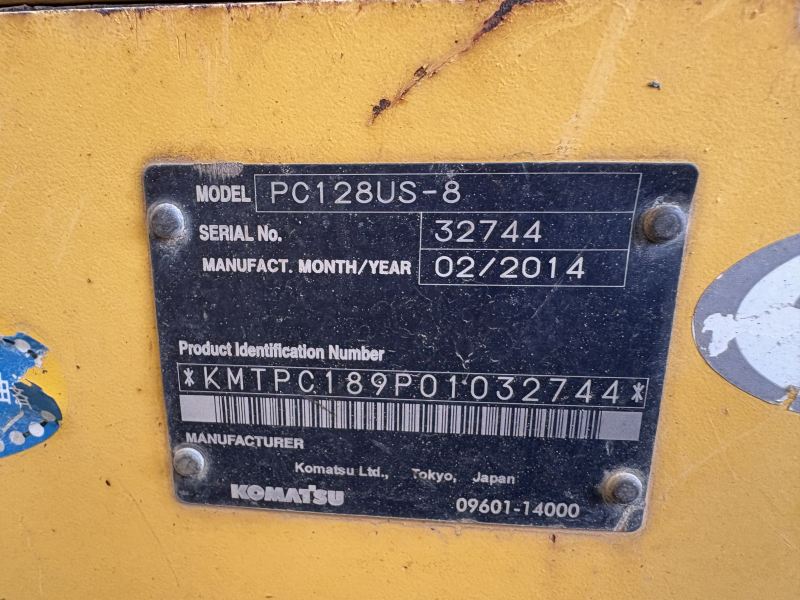 MODEL PC128US-8
SERIAL No. 32744
MANUFACT. MONTH/YEAR 02/2014
Product Identification Number
*KMTPC189P01032744*
MANUFACTURER
Komatsu Ltd., Tokyo, Japan
KOMATSU 09601-14000